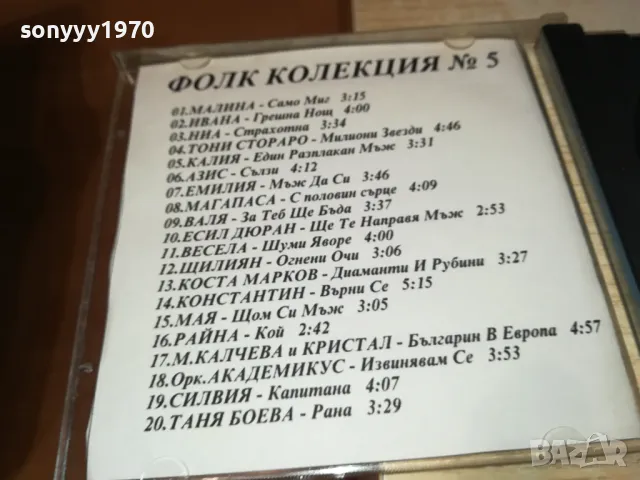 sonyyy1970
ФОЛК КОЛЕКЦИЯ № 5
01.МАЛИНА - Само Миг 3:15
02.ИВАНА - Грешна Нощ 4:00
03.НИА - Страхотна 3:34
04.ТОНИ СТОРАРО - Милиони Звезди 4:46
05.КАЛИЯ - Един Разплакан Мъж 3:31
06.АЗИС - Сълзи 4:12
07.ЕМИЛИЯ - Мъж Да Си 3:46
08.МАГАПАСА - С половин сърце 4:09
09.ВАЛЯ - За Теб Ще Бъда 3:37
10.ЕСИЛ ДЮРАН - Ще Те Направя Мъж 2:53
11.ВЕСЕЛА - Шуми Яворе 4:00
12.ЩИЛИЯН - Огнени Очи 3:06
13.КОСТА МАРКОВ - Диаманти И Рубини 3:27
14.КОНСТАНТИН - Върни Се 5:15
15.МАЯ - Щом Си Мъж 3:05
16.РАЙНА - Кой 2:42
17.М.КАЛЧЕВА и КРИСТАЛ - Българин В Европа 4:57
18.Орк.АКАДЕМИКУС - Извинявам Се 3:53
19.СИЛВИЯ - Капитана 4:07
20.ТАНЯ БОЕВА - Рана 3:29
BAZAR